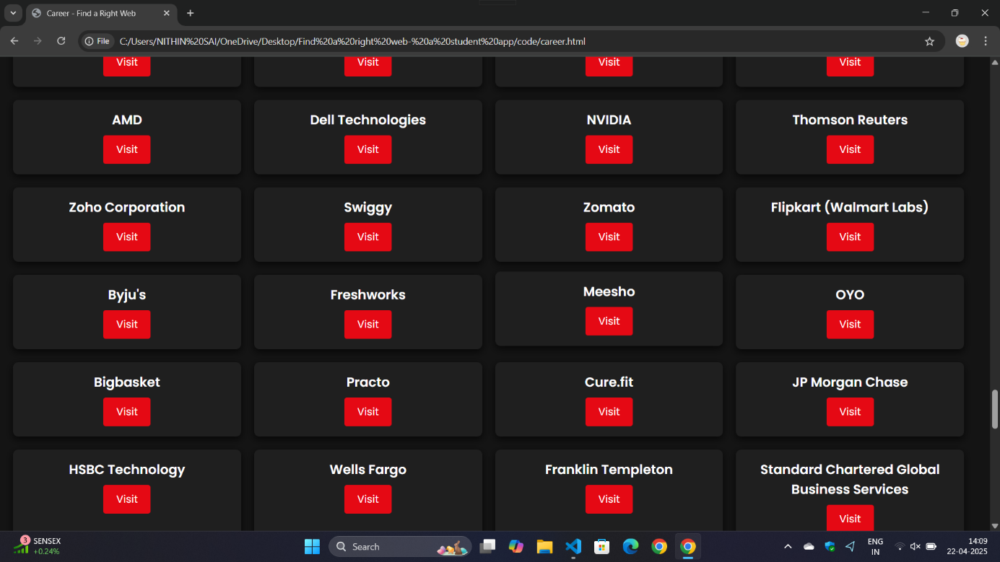 Career - Find a Right Web
File C:/Users/NITHIN%20SAI/OneDrive/Desktop/Find%20a%20right%20web-%20a%20student%20app/code/career.html
Visit Visit Visit Visit
AMD Dell Technologies NVIDIA Thomson Reuters
Visit Visit Visit Visit
Zoho Corporation Swiggy Zomato Flipkart (Walmart Labs)
Visit Visit Visit Visit
Byju's Freshworks Meesho OYO
Visit Visit Visit Visit
Bigbasket Practo Cure.fit JP Morgan Chase
Visit Visit Visit Visit
HSBC Technology Wells Fargo Franklin Templeton Standard Chartered Global
Business Services
Visit Visit Visit Visit
3 SENSEX
+0.24%
Search
ENG
IN
14:09
22-04-2025